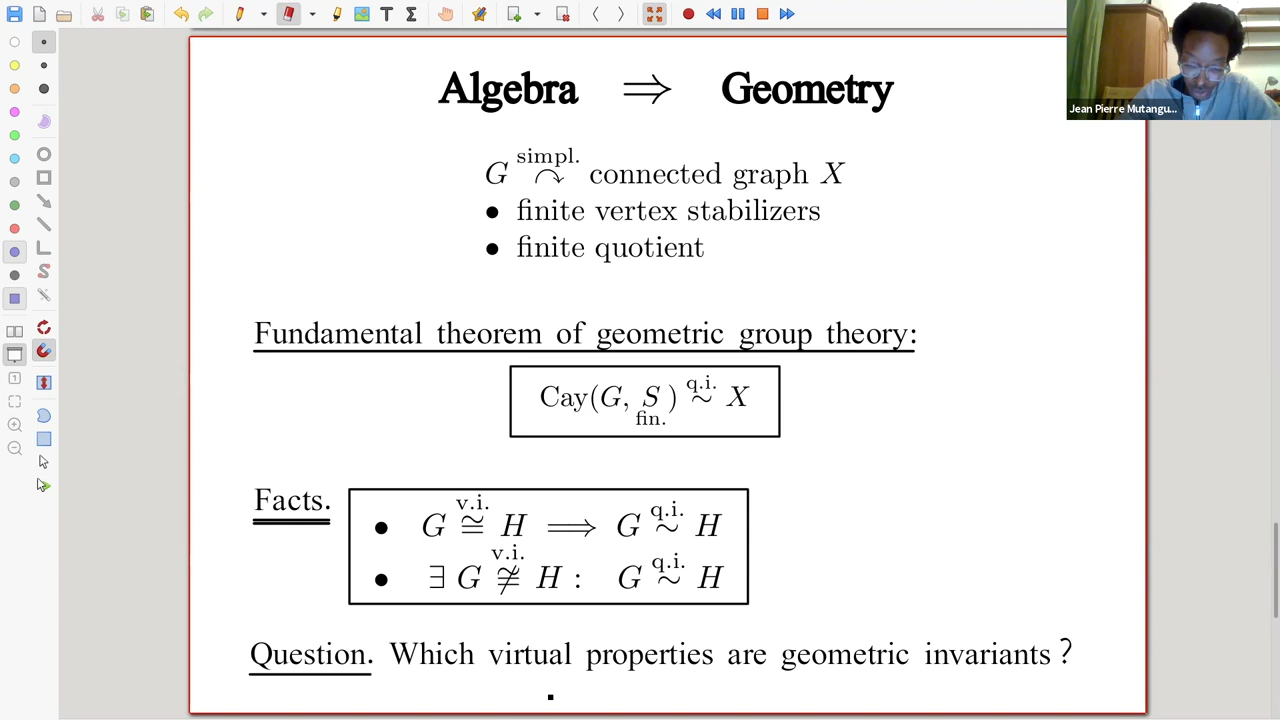 Algebra ⇒ Geometry
Jean Pierre Mutangu...
G simpl. ↷ connected graph X
• finite vertex stabilizers
• finite quotient
Fundamental theorem of geometric group theory:
Cay(G, S fin.) q.i. ∼ X
Facts.
• G v.i. ≅ H ⟹ G q.i. ∼ H
• ∃ G v.i. ≇ H : G q.i. ∼ H
Question. Which virtual properties are geometric invariants ?